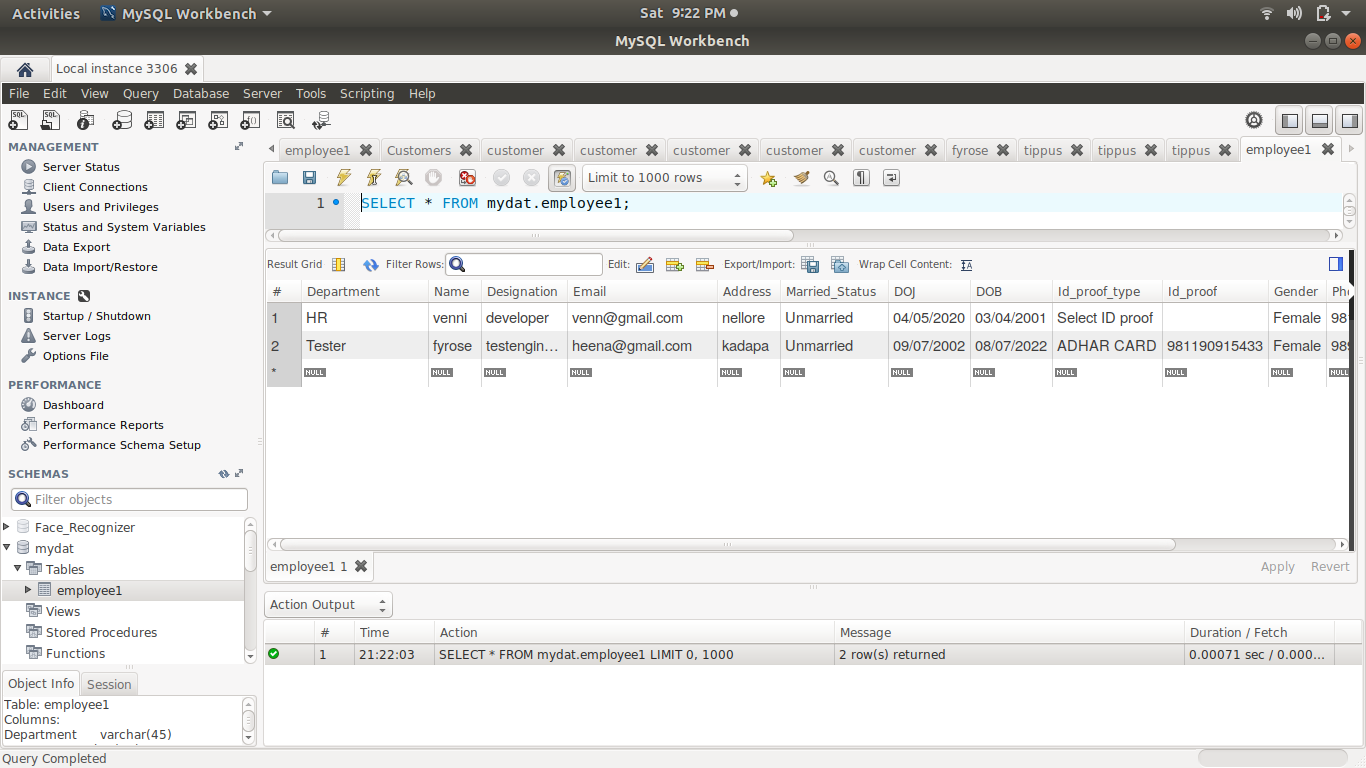 Activities MySQL Workbench Sat 9:22 PM
MySQL Workbench
Local instance 3306
File Edit View Query Database Server Tools Scripting Help
MANAGEMENT
Server Status
Client Connections
Users and Privileges
Status and System Variables
Data Export
Data Import/Restore
INSTANCE
Startup / Shutdown
Server Logs
Options File
PERFORMANCE
Dashboard
Performance Reports
Performance Schema Setup
SCHEMAS
Filter objects
Face_Recognizer
mydat
Tables
employee1
Views
Stored Procedures
Functions
Object Info Session
Table: employee1
Columns:
Department varchar(45)
employee1 Customers customer customer customer customer customer fyrose tippus tippus tippus employee1
Limit to 1000 rows
1 SELECT * FROM mydat.employee1;
Result Grid Filter Rows: Edit: Export/Import: Wrap Cell Content:
# Department Name Designation Email Address Married_Status DOJ DOB Id_proof_type Id_proof Gender Pho
1 HR venni developer venn@gmail.com nellore Unmarried 04/05/2020 03/04/2001 Select ID proof Female 981
2 Tester fyrose testengin... heena@gmail.com kadapa Unmarried 09/07/2002 08/07/2022 ADHAR CARD 981190915433 Female 989
* NULL NULL NULL NULL NULL NULL NULL NULL NULL NULL NULL NULL
employee1 1 Apply Revert
Action Output
# Time Action Message Duration / Fetch
1 21:22:03 SELECT * FROM mydat.employee1 LIMIT 0, 1000 2 row(s) returned 0.00071 sec / 0.000...
Query Completed